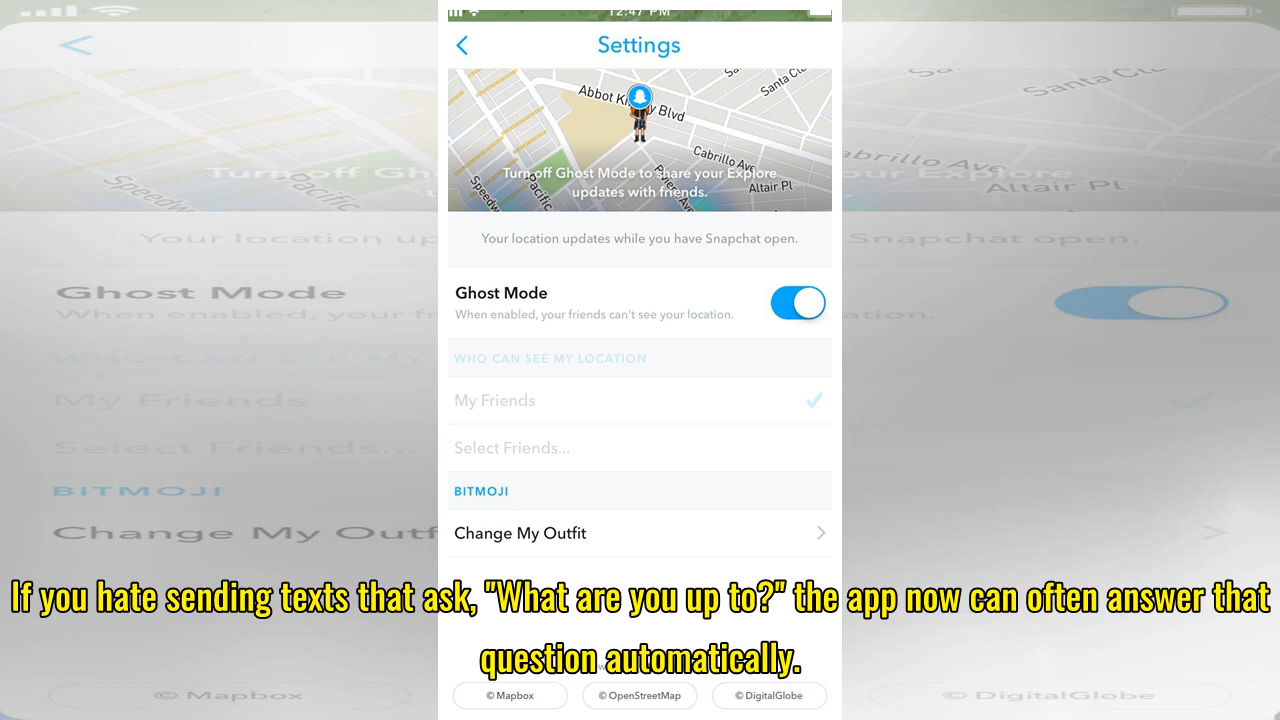 12:47 PM
Settings
Abbot Kinney Blvd
Santa Cla
Cabrillo Ave
Altair Pl
Speedw
Pacific
Turn off Ghost Mode to share your Explore
updates with friends.
Your location updates while you have Snapchat open.
Ghost Mode
When enabled, your friends can't see your location.
WHO CAN SEE MY LOCATION
My Friends
Select Friends...
BITMOJI
Change My Outfit
If you hate sending texts that ask, "What are you up to?" the app now can often answer that
question automatically.
© Mapbox
© OpenStreetMap
© DigitalGlobe